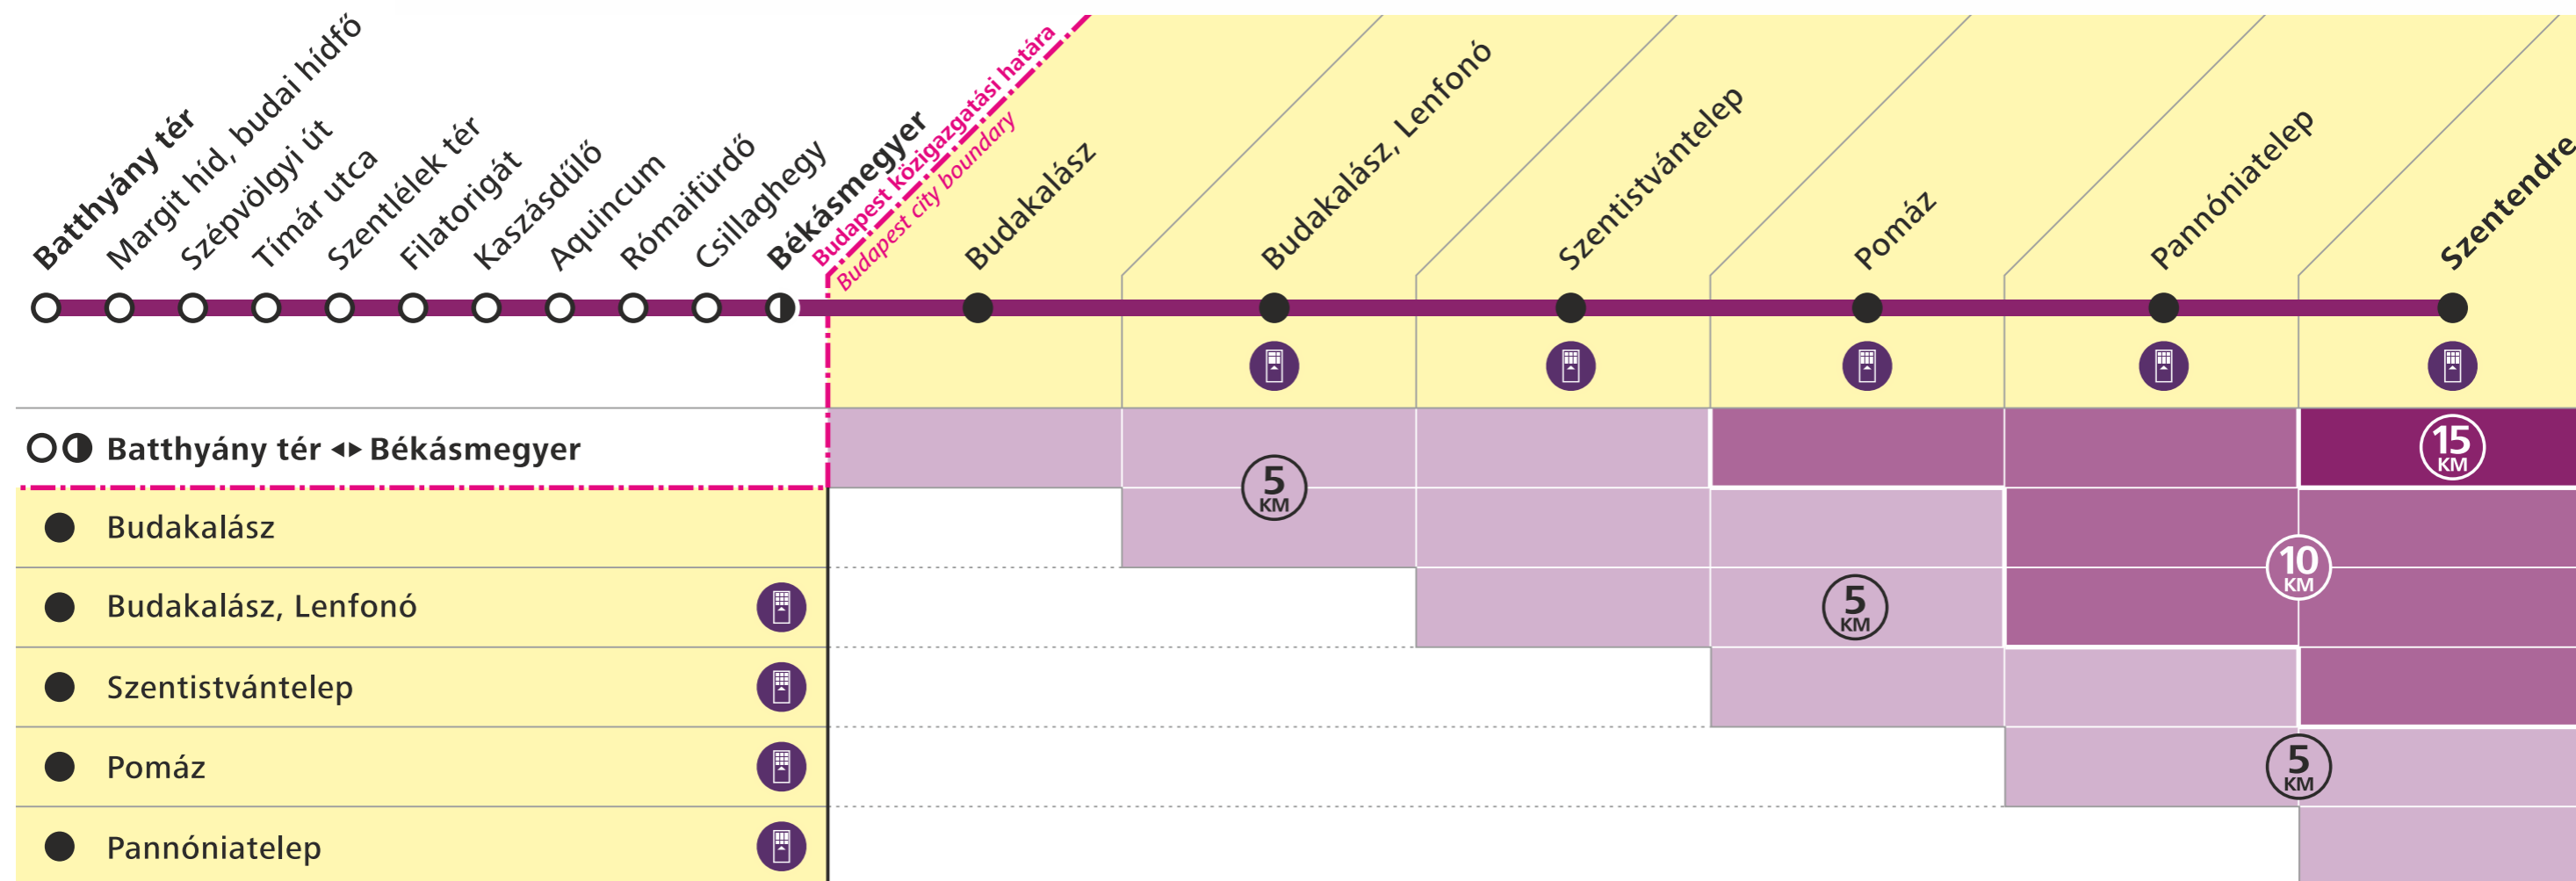 Batthyány tér
Margit híd, budai hídfő
Szépvölgyi út
Tímár utca
Szentlélek tér
Filatorigát
Kaszásdűlő
Aquincum
Rómaifürdő
Csillaghegy
Békásmegyer
Budapest közigazgatási határa
Budapest city boundary
Budakalász
Budakalász, Lenfonó
Szentistvántelep
Pomáz
Pannóniatelep
Szentendre
Batthyány tér ◂▸ Békásmegyer
15
KM
5
KM
Budakalász
10
KM
Budakalász, Lenfonó
5
KM
Szentistvántelep
Pomáz
5
KM
Pannóniatelep